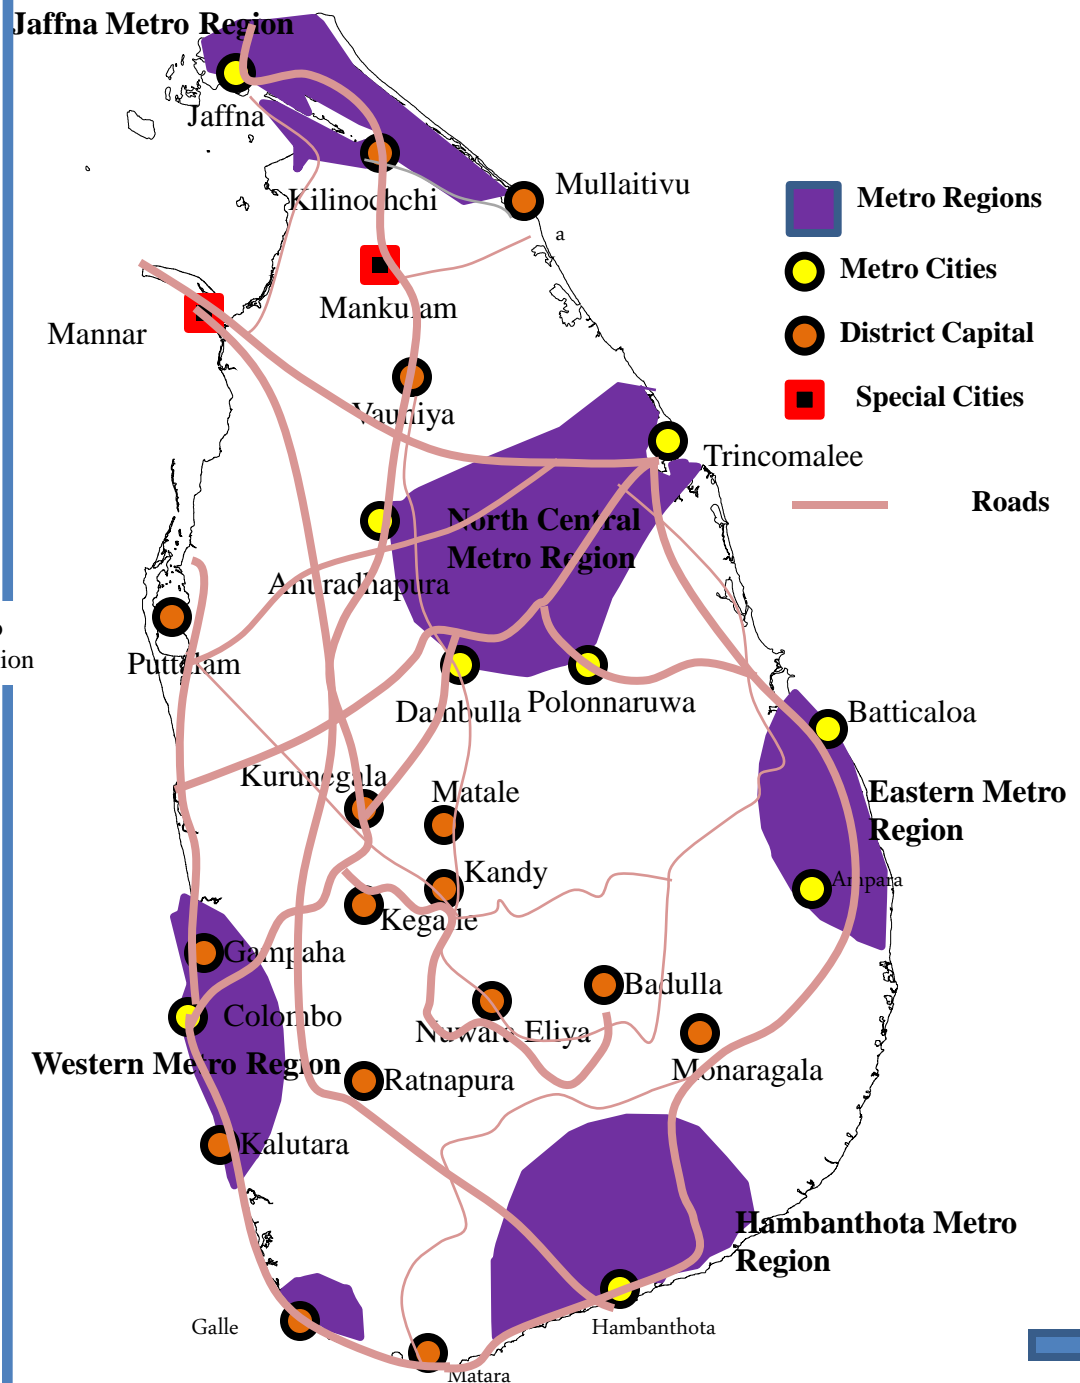 Jaffna Metro Region
Jaffna
Kilinochchi
Mullaitivu
a
Metro Regions
Metro Cities
District Capital
Special Cities
Roads
Mankulam
Mannar
Vauniya
Trincomalee
North Central
Metro Region
Anuradhapura
ion
Puttalam
Dambulla
Polonnaruwa
Batticaloa
Kurunegala
Matale
Eastern Metro
Region
Kandy
Ampara
Kegalle
Gampaha
Badulla
Colombo
Nuwara Eliya
Western Metro Region
Monaragala
Ratnapura
Kalutara
Hambanthota Metro
Region
Galle
Hambanthota
Matara